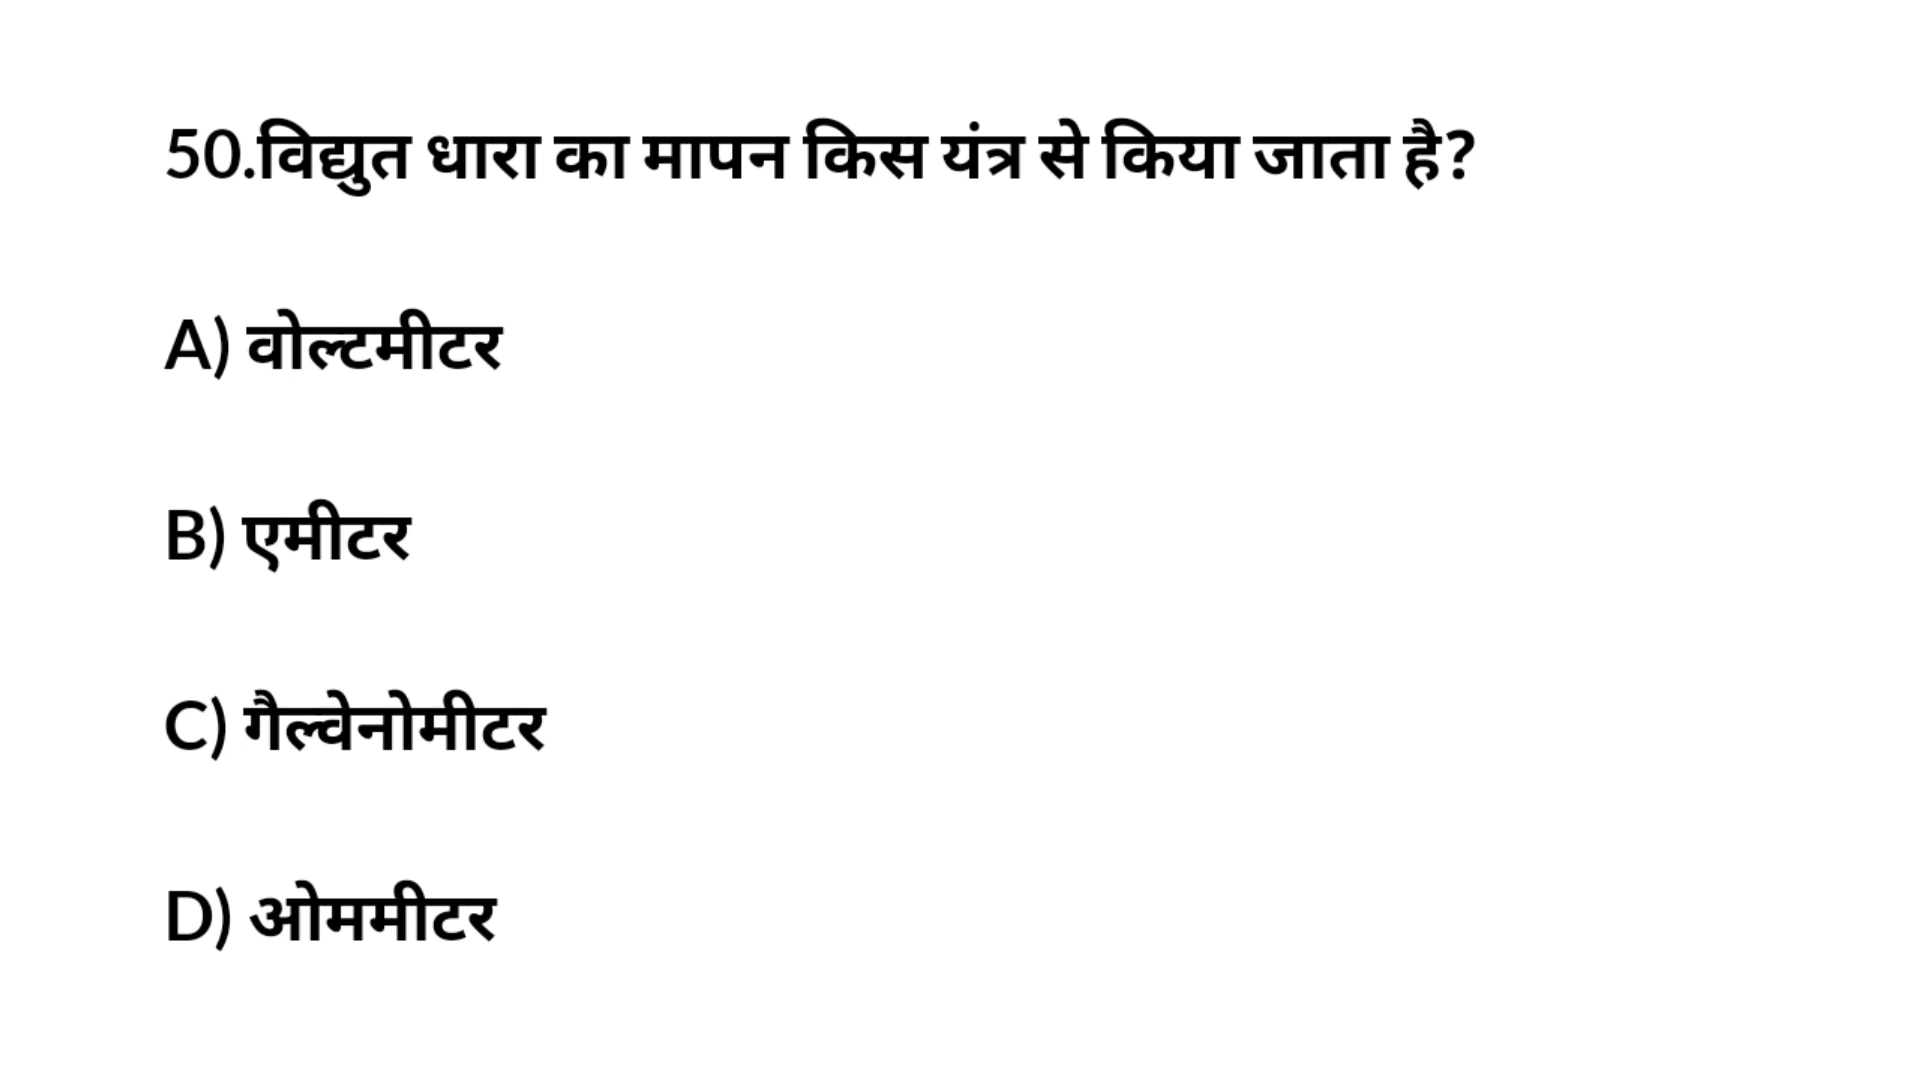 50.विद्युत धारा का मापन किस यंत्र से किया जाता है?
A) वोल्टमीटर
B) एमीटर
C) गैल्वेनोमीटर
D) ओममीटर